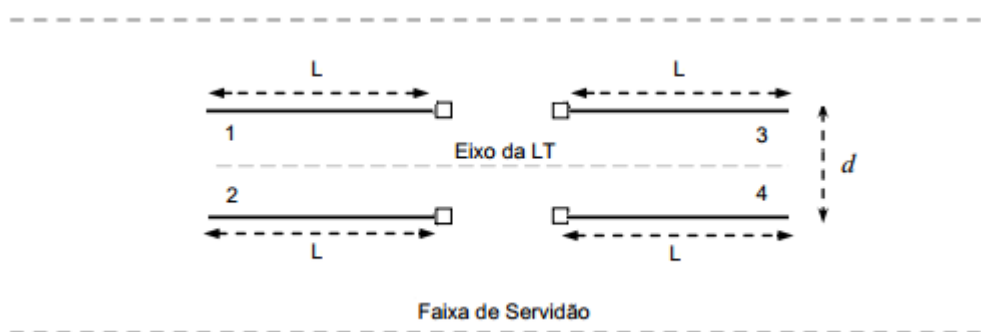 L L
1 3
Eixo da LT
d
2 4
L L
Faixa de Servidão